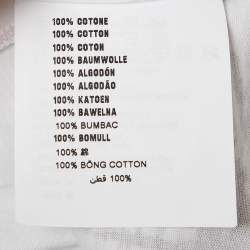 100% COTONE
100% COTTON
100% COTON
100% BAUMWOLLE
100% ALGODÓN
100% ALGODÃO
100% KATOEN
100% BAWELNA
100% BUMBAC
100% BOMULL
100% 綿
100% BÔNG COTTON
100% قطن